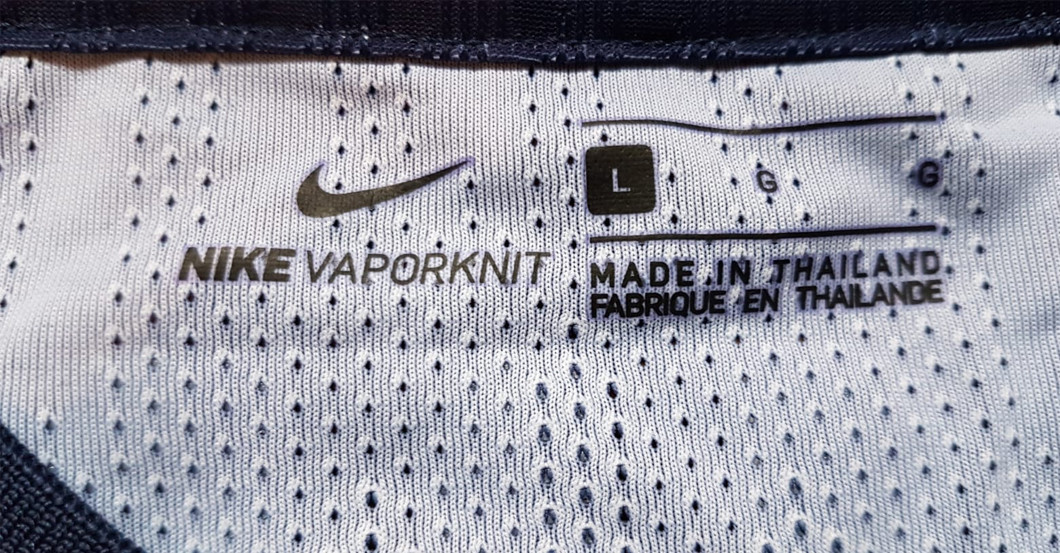 NIKE VAPORKNIT
L G G
MADE IN THAILAND
FABRIQUE EN THAILANDE